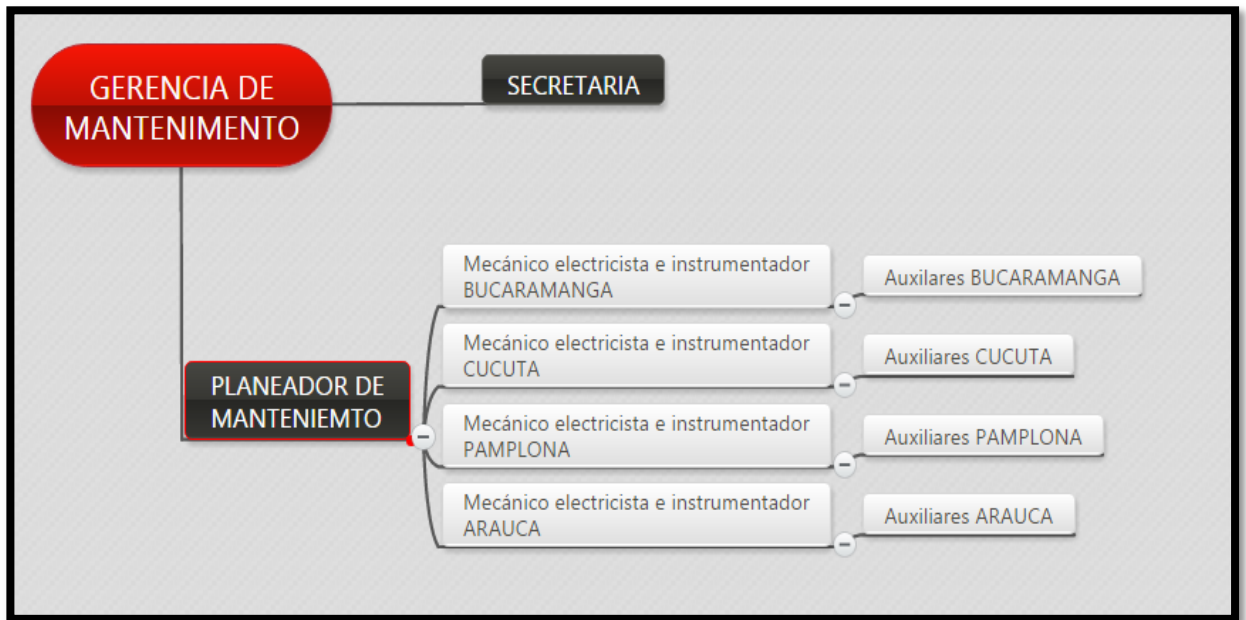 GERENCIA DE
MANTENIMENTO
SECRETARIA
PLANEADOR DE
MANTENIEMTO
Mecánico electricista e instrumentador
BUCARAMANGA
Auxilares BUCARAMANGA
Mecánico electricista e instrumentador
CUCUTA
Auxiliares CUCUTA
Mecánico electricista e instrumentador
PAMPLONA
Auxiliares PAMPLONA
Mecánico electricista e instrumentador
ARAUCA
Auxiliares ARAUCA